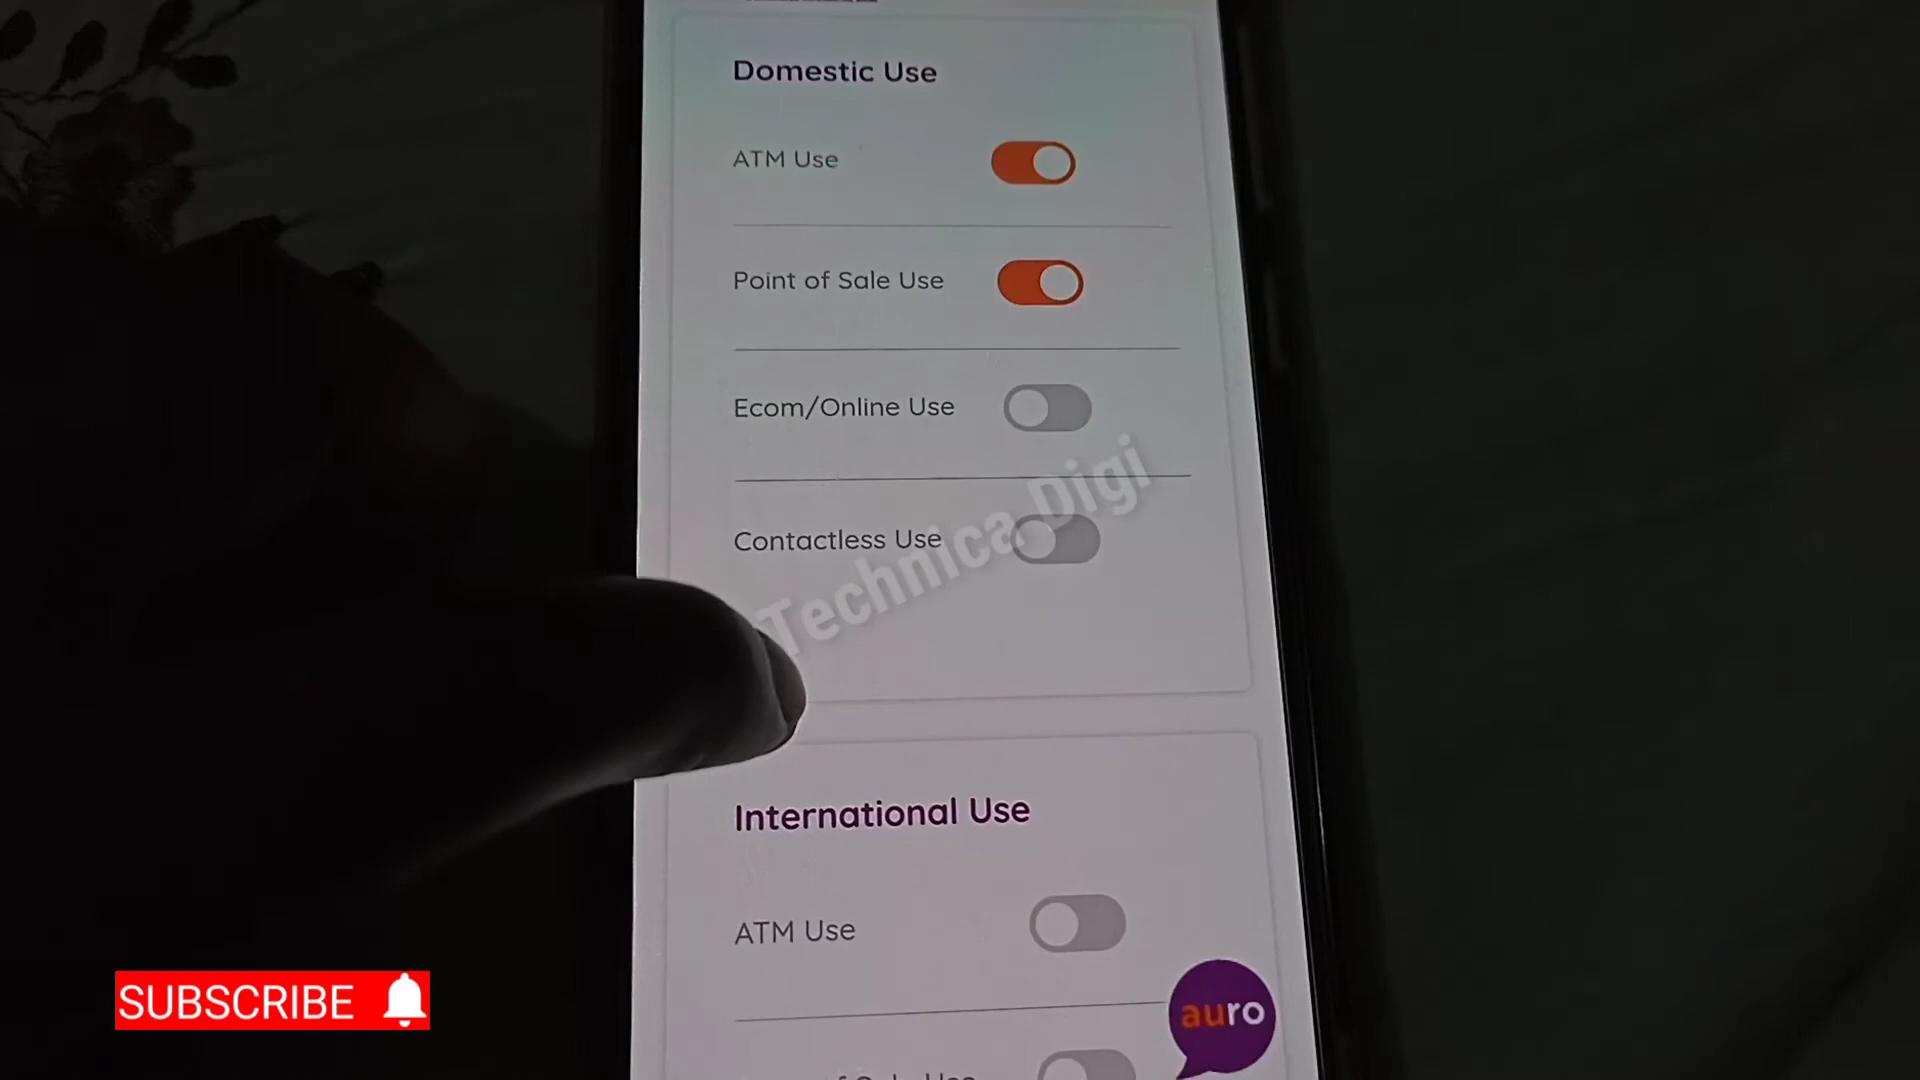 Domestic Use
ATM Use
Point of Sale Use
Ecom/Online Use
Contactless Use
Technica Digi
International Use
ATM Use
auro
SUBSCRIBE